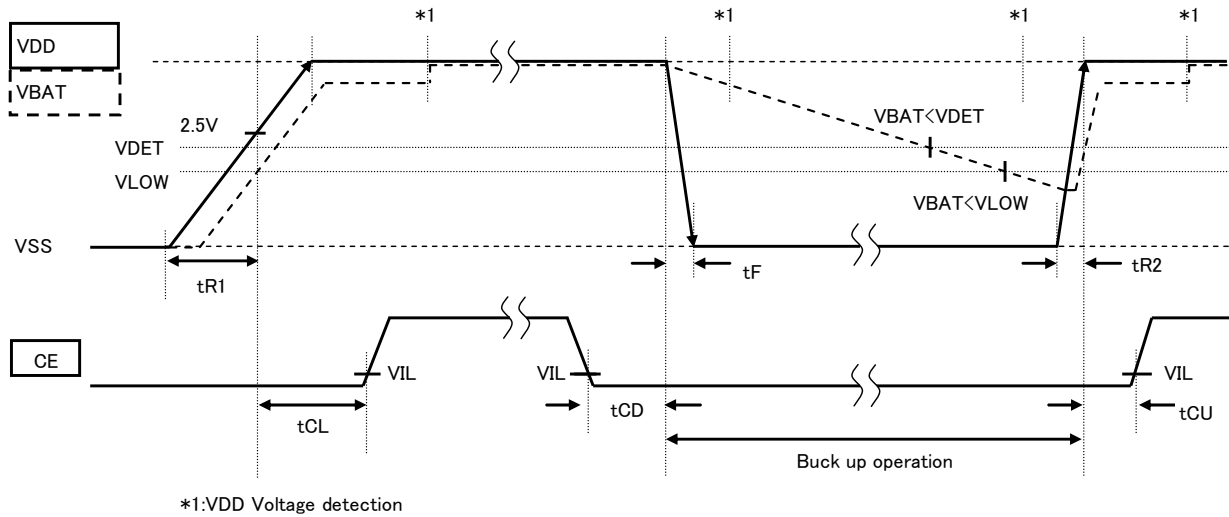 *1 *1 *1 *1
VDD
VBAT
2.5V
VBAT<VDET
VDET
VLOW
VBAT<VLOW
VSS
tR1 tF tR2
CE
VIL VIL VIL
tCL tCD tCU
Buck up operation
*1:VDD Voltage detection